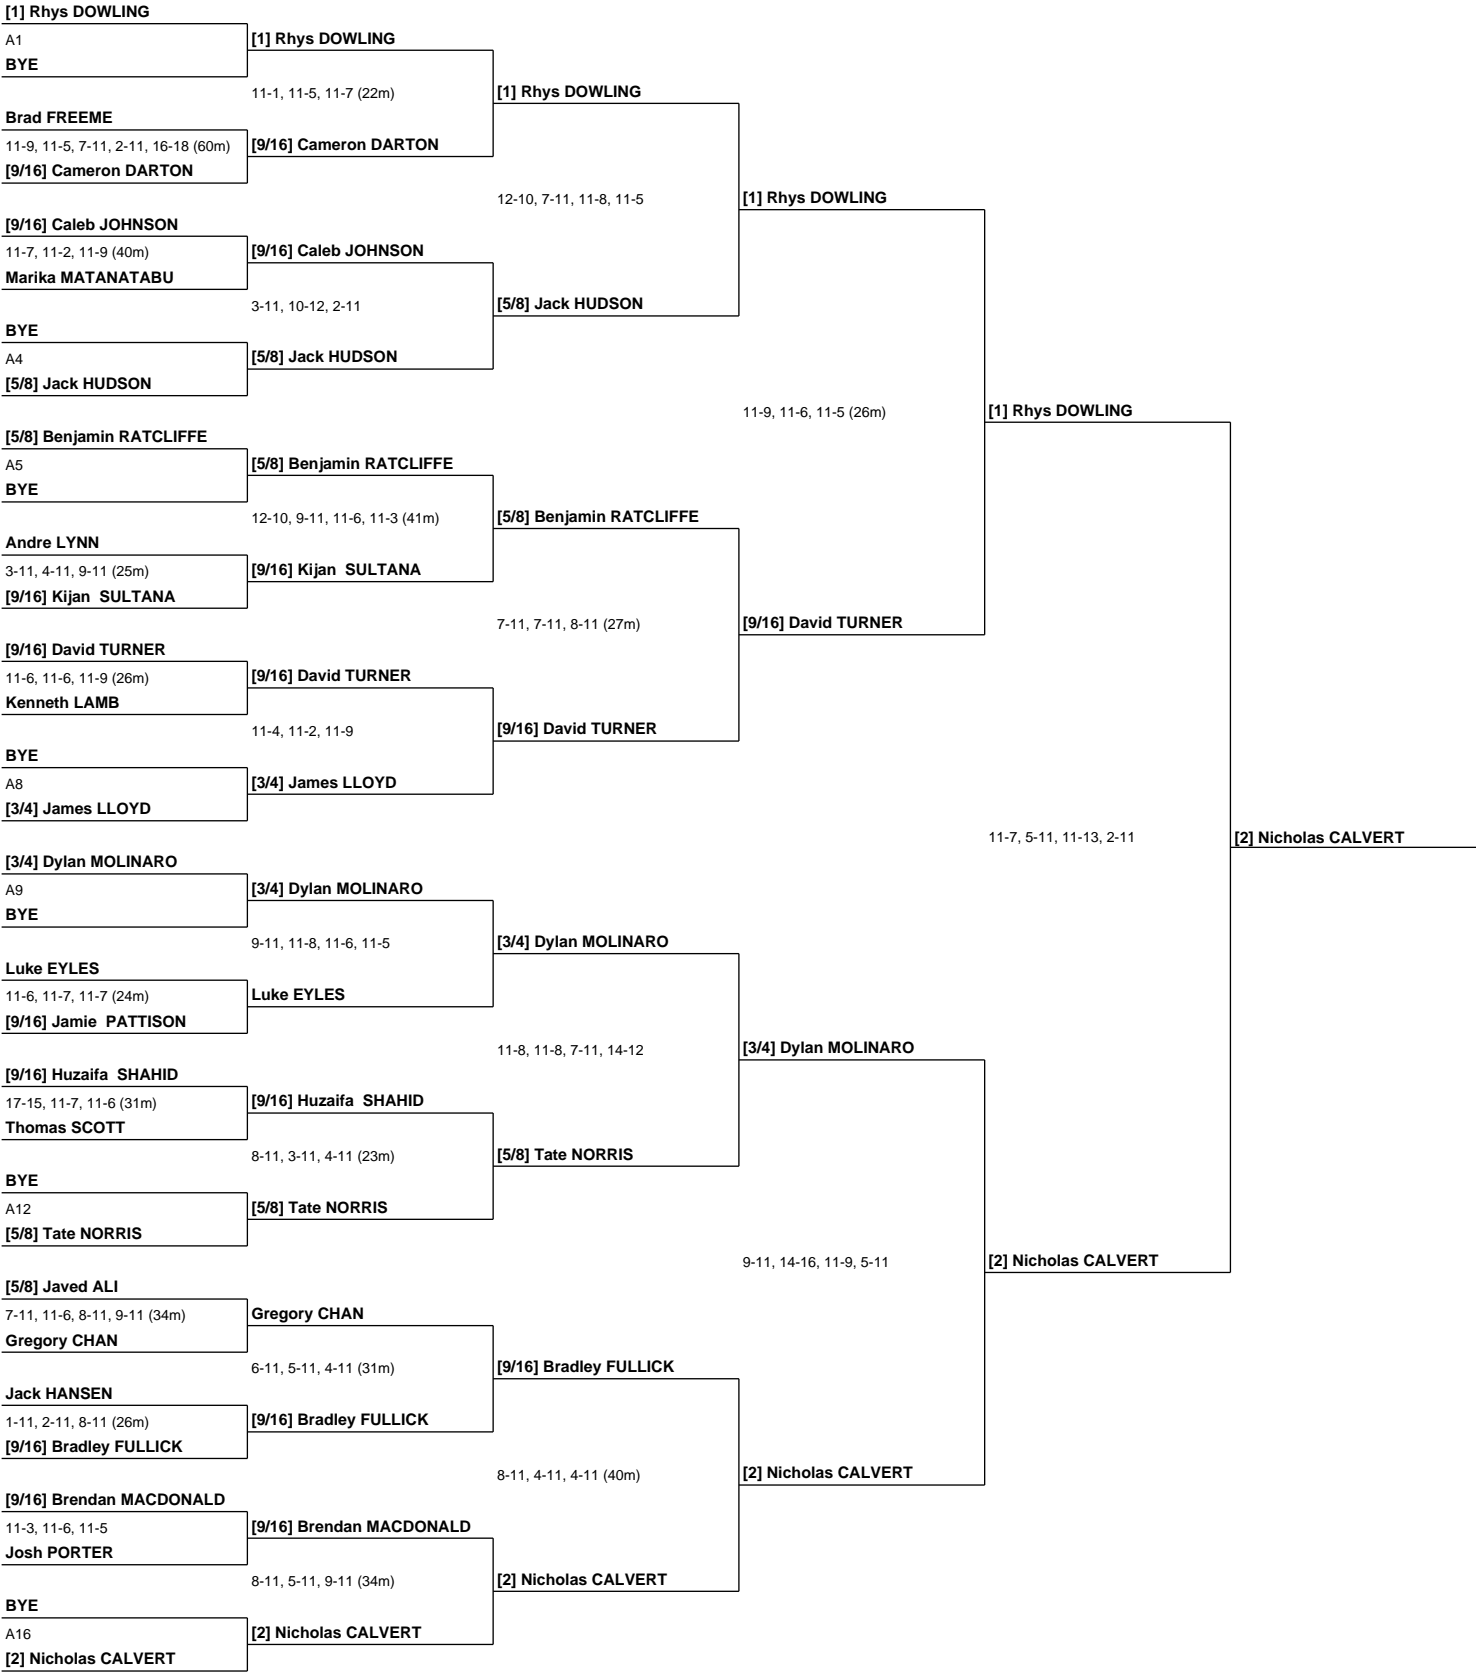 [1] Rhys DOWLING
A1
[1] Rhys DOWLING
BYE
11-1, 11-5, 11-7 (22m)
[1] Rhys DOWLING
Brad FREEME
11-9, 11-5, 7-11, 2-11, 16-18 (60m)
[9/16] Cameron DARTON
[9/16] Cameron DARTON
12-10, 7-11, 11-8, 11-5
[1] Rhys DOWLING
[9/16] Caleb JOHNSON
11-7, 11-2, 11-9 (40m)
[9/16] Caleb JOHNSON
Marika MATANATABU
3-11, 10-12, 2-11
[5/8] Jack HUDSON
BYE
A4
[5/8] Jack HUDSON
[5/8] Jack HUDSON
11-9, 11-6, 11-5 (26m)
[1] Rhys DOWLING
[5/8] Benjamin RATCLIFFE
A5
[5/8] Benjamin RATCLIFFE
BYE
12-10, 9-11, 11-6, 11-3 (41m)
[5/8] Benjamin RATCLIFFE
Andre LYNN
3-11, 4-11, 9-11 (25m)
[9/16] Kijan  SULTANA
[9/16] Kijan  SULTANA
7-11, 7-11, 8-11 (27m)
[9/16] David TURNER
[9/16] David TURNER
11-6, 11-6, 11-9 (26m)
[9/16] David TURNER
Kenneth LAMB
11-4, 11-2, 11-9
[9/16] David TURNER
BYE
A8
[3/4] James LLOYD
[3/4] James LLOYD
11-7, 5-11, 11-13, 2-11
[2] Nicholas CALVERT
[3/4] Dylan MOLINARO
A9
[3/4] Dylan MOLINARO
BYE
9-11, 11-8, 11-6, 11-5
[3/4] Dylan MOLINARO
Luke EYLES
11-6, 11-7, 11-7 (24m)
Luke EYLES
[9/16] Jamie  PATTISON
11-8, 11-8, 7-11, 14-12
[3/4] Dylan MOLINARO
[9/16] Huzaifa  SHAHID
17-15, 11-7, 11-6 (31m)
[9/16] Huzaifa  SHAHID
Thomas SCOTT
8-11, 3-11, 4-11 (23m)
[5/8] Tate NORRIS
BYE
A12
[5/8] Tate NORRIS
[5/8] Tate NORRIS
9-11, 14-16, 11-9, 5-11
[2] Nicholas CALVERT
[5/8] Javed ALI
7-11, 11-6, 8-11, 9-11 (34m)
Gregory CHAN
Gregory CHAN
6-11, 5-11, 4-11 (31m)
[9/16] Bradley FULLICK
Jack HANSEN
1-11, 2-11, 8-11 (26m)
[9/16] Bradley FULLICK
[9/16] Bradley FULLICK
8-11, 4-11, 4-11 (40m)
[2] Nicholas CALVERT
[9/16] Brendan MACDONALD
11-3, 11-6, 11-5
[9/16] Brendan MACDONALD
Josh PORTER
8-11, 5-11, 9-11 (34m)
[2] Nicholas CALVERT
BYE
A16
[2] Nicholas CALVERT
[2] Nicholas CALVERT